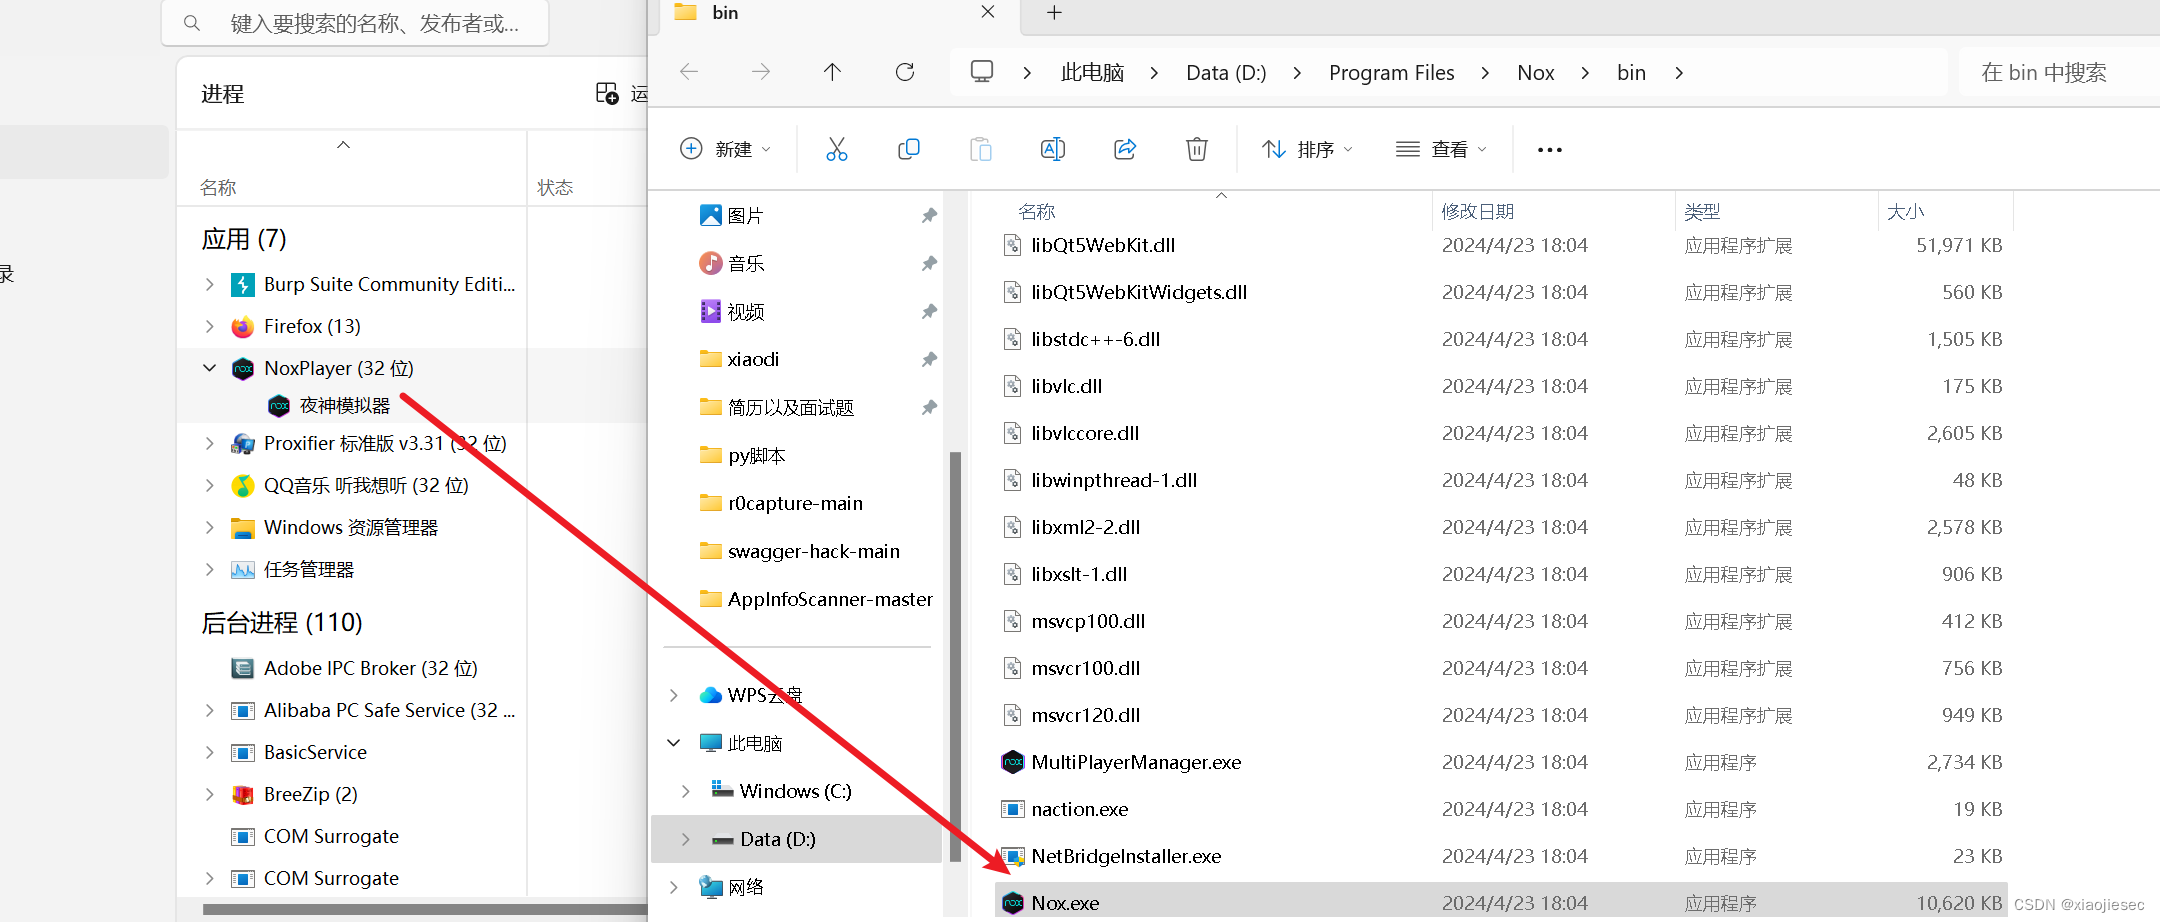 键入要搜索的名称、发布者或...
进程
运
名称
状态
应用 (7)
录
Burp Suite Community Editi...
Firefox (13)
NoxPlayer (32 位)
夜神模拟器
Proxifier 标准版 v3.31 (32 位)
QQ音乐 听我想听 (32 位)
Windows 资源管理器
任务管理器
后台进程 (110)
Adobe IPC Broker (32 位)
Alibaba PC Safe Service (32 ...
BasicService
BreeZip (2)
COM Surrogate
COM Surrogate
bin
此电脑 > Data (D:) > Program Files > Nox > bin >
在 bin 中搜索
新建
排序
查看
图片
音乐
视频
xiaodi
简历以及面试题
py脚本
r0capture-main
swagger-hack-main
AppInfoScanner-master
WPS云盘
此电脑
Windows (C:)
Data (D:)
网络
名称 修改日期 类型 大小
libQt5WebKit.dll 2024/4/23 18:04 应用程序扩展 51,971 KB
libQt5WebKitWidgets.dll 2024/4/23 18:04 应用程序扩展 560 KB
libstdc++-6.dll 2024/4/23 18:04 应用程序扩展 1,505 KB
libvlc.dll 2024/4/23 18:04 应用程序扩展 175 KB
libvlccore.dll 2024/4/23 18:04 应用程序扩展 2,605 KB
libwinpthread-1.dll 2024/4/23 18:04 应用程序扩展 48 KB
libxml2-2.dll 2024/4/23 18:04 应用程序扩展 2,578 KB
libxslt-1.dll 2024/4/23 18:04 应用程序扩展 906 KB
msvcp100.dll 2024/4/23 18:04 应用程序扩展 412 KB
msvcr100.dll 2024/4/23 18:04 应用程序扩展 756 KB
msvcr120.dll 2024/4/23 18:04 应用程序扩展 949 KB
MultiPlayerManager.exe 2024/4/23 18:04 应用程序 2,734 KB
naction.exe 2024/4/23 18:04 应用程序 19 KB
NetBridgeInstaller.exe 2024/4/23 18:04 应用程序 23 KB
Nox.exe 2024/4/23 18:04 应用程序 10,620 KB
CSDN @xiaojiesec